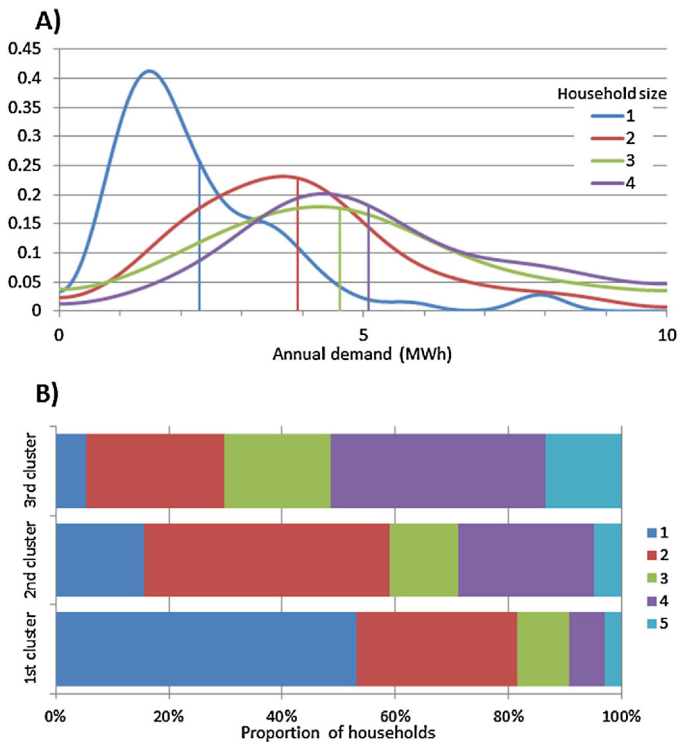 A)
0.45
0.4
0.35
0.3
0.25
0.2
0.15
0.1
0.05
0
Household size
1
2
3
4
0 5 10
Annual demand (MWh)
B)
3rd cluster
2nd cluster
1st cluster
1
2
3
4
5
0% 20% 40% 60% 80% 100%
Proportion of households